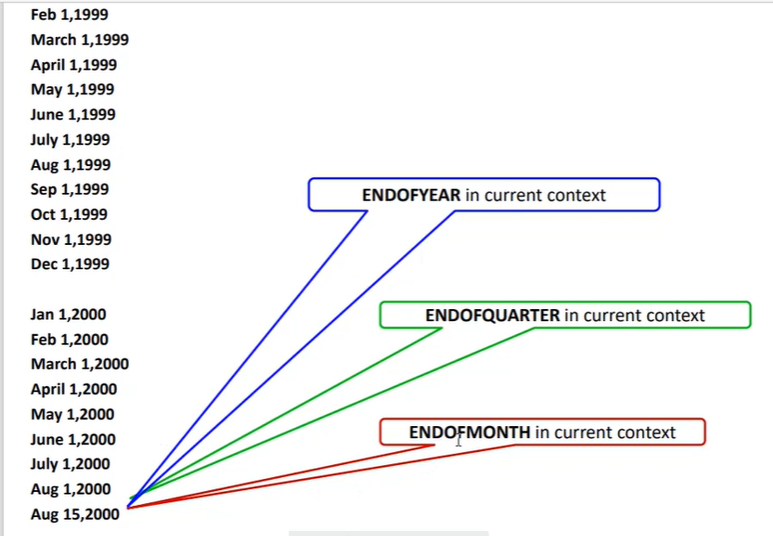 Feb 1,1999
March 1,1999
April 1,1999
May 1,1999
June 1,1999
July 1,1999
Aug 1,1999
Sep 1,1999
Oct 1,1999
Nov 1,1999
Dec 1,1999
Jan 1,2000
Feb 1,2000
March 1,2000
April 1,2000
May 1,2000
June 1,2000
July 1,2000
Aug 1,2000
Aug 15,2000
ENDOFYEAR in current context
ENDOFQUARTER in current context
ENDOFMONTH in current context